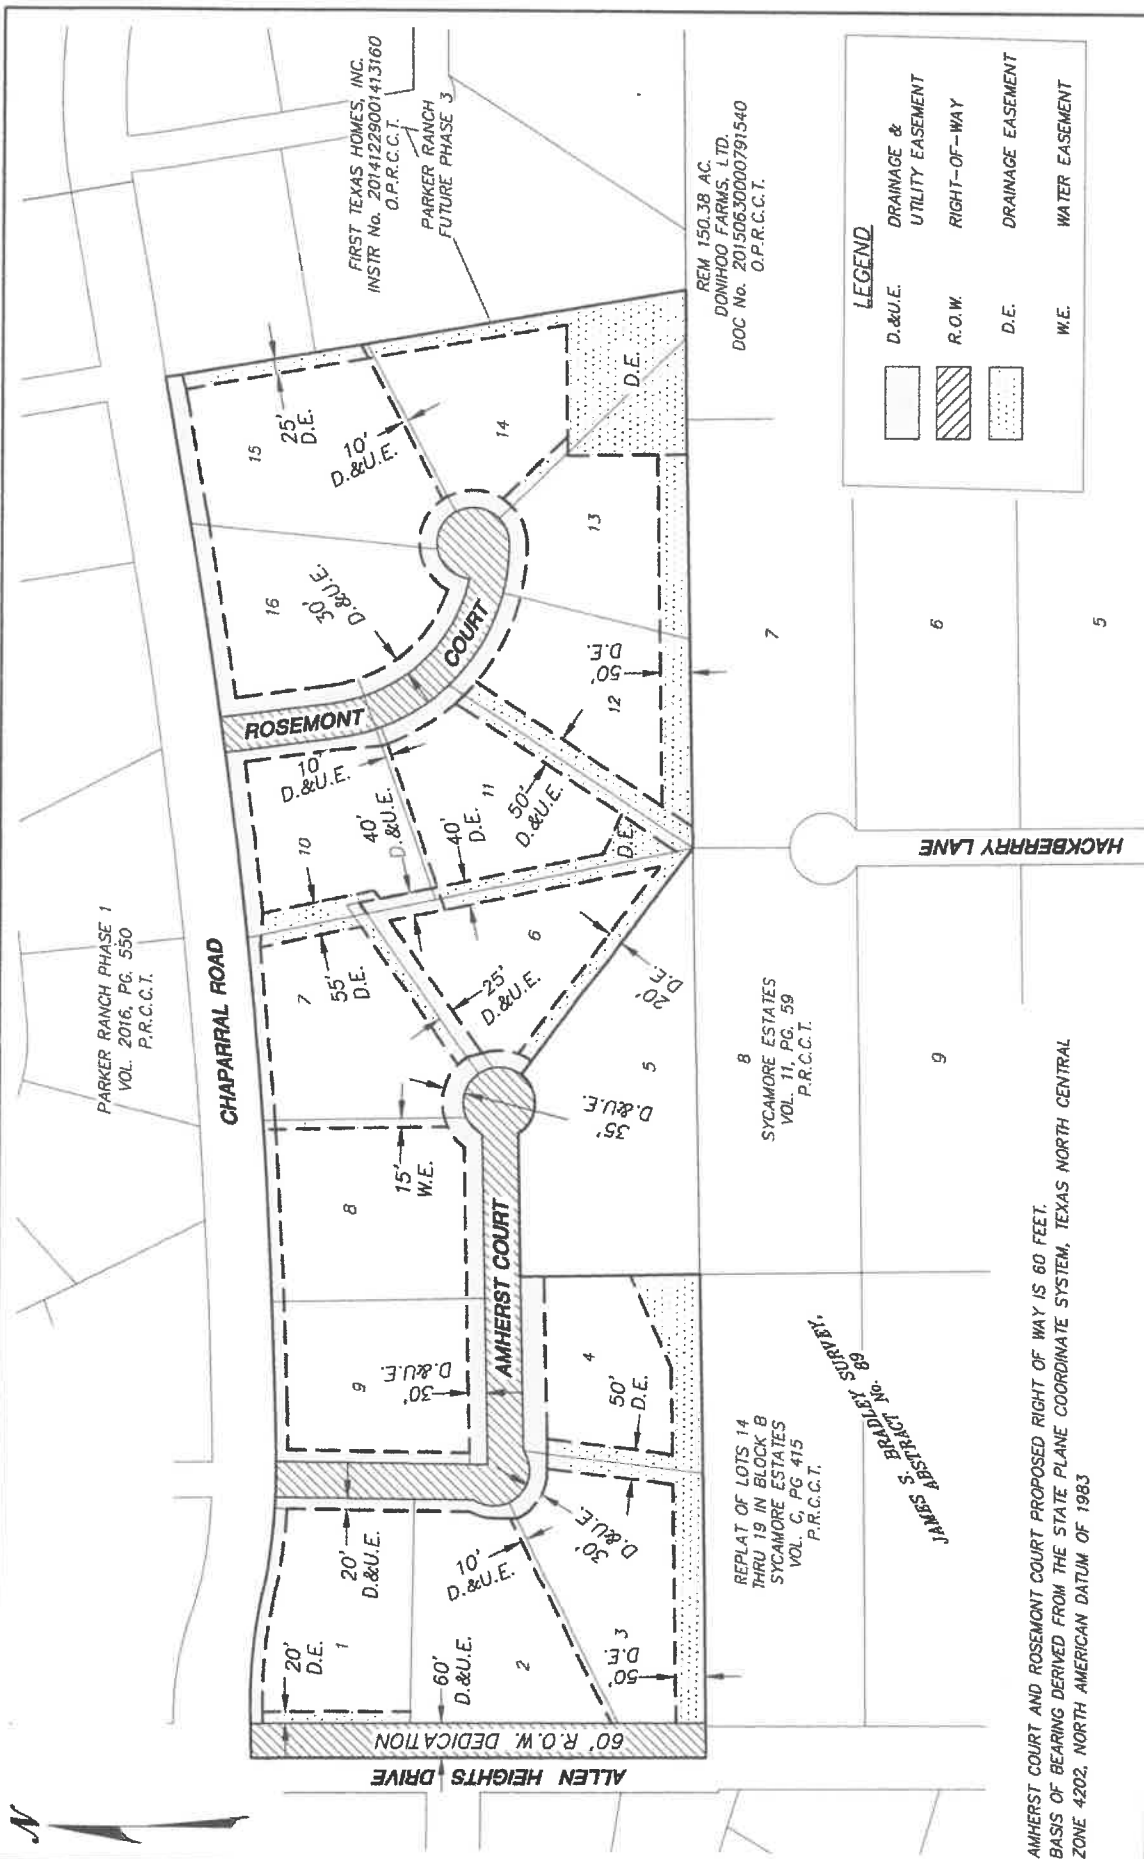 N
PARKER RANCH PHASE 1
VOL. 2016, PG. 550
P.R.C.C.T.
FIRST TEXAS HOMES, INC.
INSTR No. 20141229001413160
O.P.R.C.C.T.
PARKER RANCH
FUTURE PHASE 3
CHAPARRAL ROAD
ALLEN HEIGHTS DRIVE
60' R.O.W. DEDICATION
20'
D.E.
1
20'
D.&U.E.
60'
D.&U.E.
2
10'
D.&U.E.
3
50'
D.E.
30'
D.&U.E.
4
50'
D.E.
9
30'
D.&U.E.
AMHERST COURT
8
15'
W.E.
35'
D.&U.E.
5
7
55'
D.E.
25'
D.&U.E.
6
20'
D.E.
10
10'
D.&U.E.
40'
D.&U.E.
40'
D.E.
11
50'
D.&U.E.
D.E.
ROSEMONT
COURT
12
50'
D.E.
16
30'
D.&U.E.
15
25'
D.E.
10'
D.&U.E.
14
13
D.E.
REM 150.38 AC.
DONIHOO FARMS, LTD.
DOC No. 20150630000791540
O.P.R.C.C.T.
REPLAT OF LOTS 14
THRU 19 IN BLOCK B
SYCAMORE ESTATES
VOL. C, PG 415
P.R.C.C.T.
JAMES S. BRADLEY SURVEY,
ABSTRACT No. 89
8
SYCAMORE ESTATES
VOL. 11, PG. 59
P.R.C.C.T.
9
HACKBERRRY LANE
7
6
5
LEGEND
D.&U.E. DRAINAGE &
UTILITY EASEMENT
R.O.W. RIGHT-OF-WAY
D.E. DRAINAGE EASEMENT
W.E. WATER EASEMENT
AMHERST COURT AND ROSEMONT COURT PROPOSED RIGHT OF WAY IS 60 FEET.
BASIS OF BEARING DERIVED FROM THE STATE PLANE COORDINATE SYSTEM, TEXAS NORTH CENTRAL
ZONE 4202, NORTH AMERICAN DATUM OF 1983